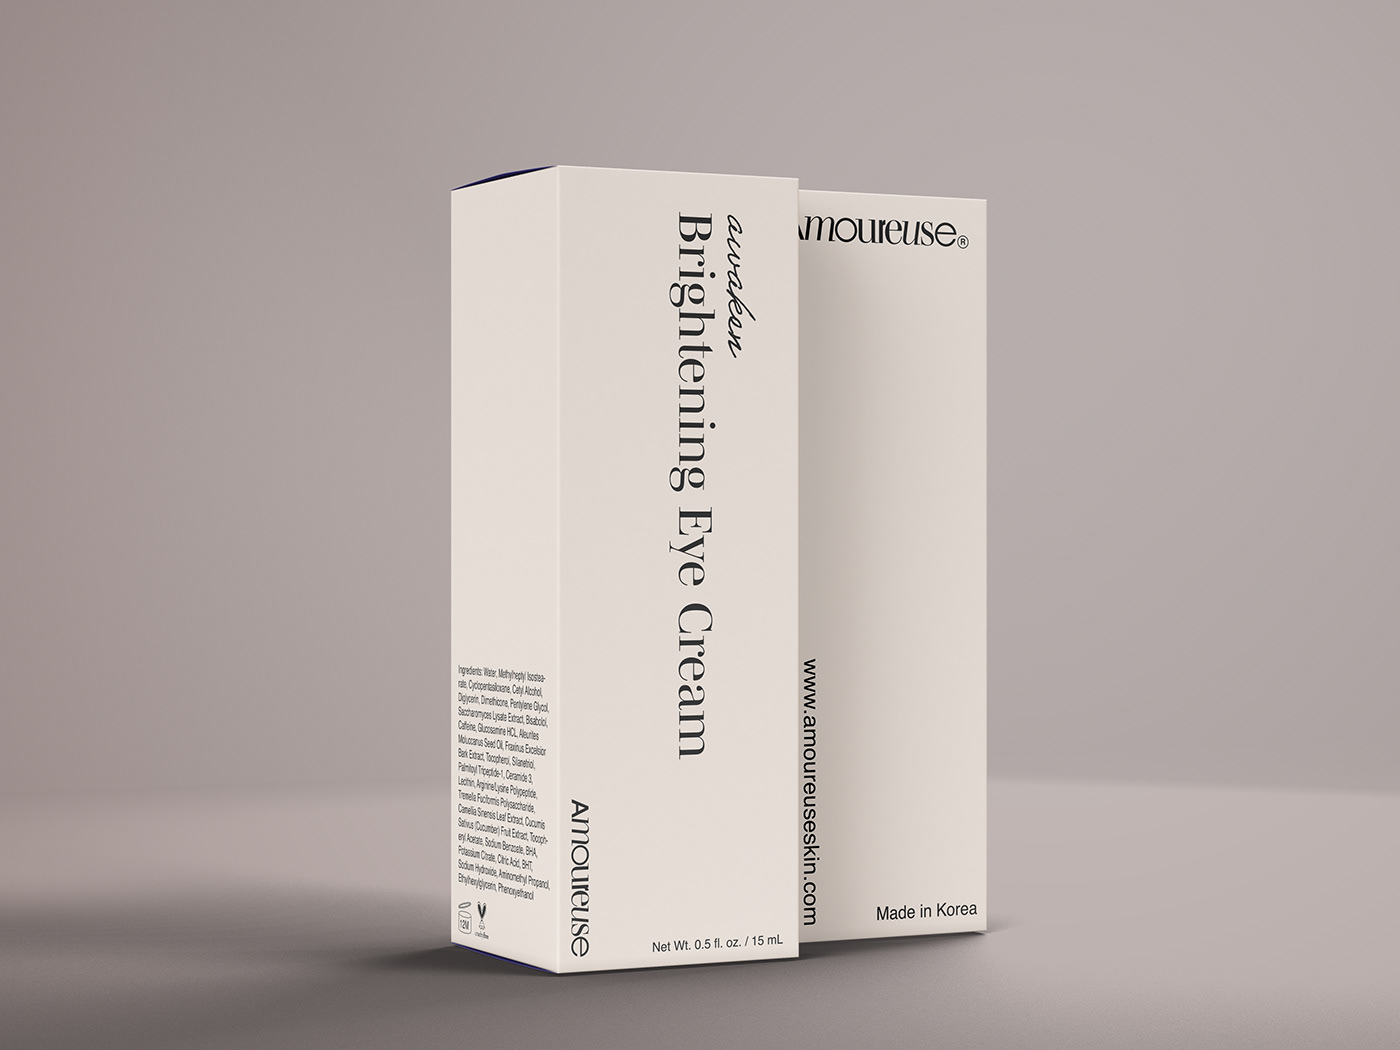 awaken
Brightening Eye Cream
Amoureuse
Net Wt. 0.5 fl. oz. / 15 mL
Ingredients: Water, Methylheptyl Isostea-
rate, Cyclopentasiloxane, Cetyl Alcohol,
Diglycerin, Dimethicone, Pentylene Glycol,
Saccharomyces Lysate Extract, Bisabolol,
Caffeine, Glucosamine HCL, Aleurites
Moluccanus Seed Oil, Fraxinus Excelsior
Bark Extract, Tocopherol, Silanetriol,
Palmitoyl Tripeptide-1, Ceramide 3,
Lecithin, Arginine/Lysine Polypeptide,
Tremella Fuciformis Polysaccharide,
Camellia Sinensis Leaf Extract, Cucumis
Sativus (Cucumber) Fruit Extract, Tocoph-
eryl Acetate, Sodium Benzoate, BHA,
Potassium Citrate, Citric Acid, BHT,
Sodium Hydroxide, Aminomethyl Propanol,
Ethylhexylglycerin, Phenoxyethanol
12M
crueltyfree
Amoureuse®
www.amoureuseskin.com
Made in Korea